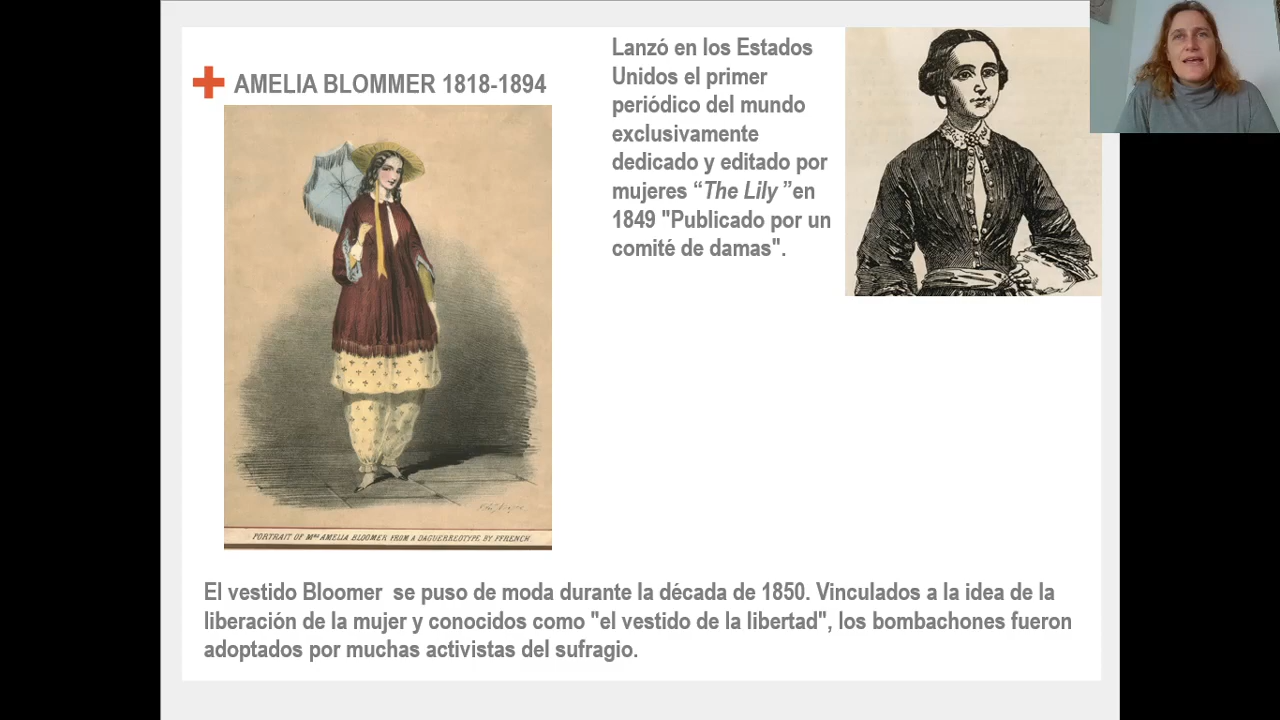 AMELIA BLOMMER 1818-1894
Lanzó en los Estados
Unidos el primer
periódico del mundo
exclusivamente
dedicado y editado por
mujeres “The Lily ”en
1849 "Publicado por un
comité de damas".
PORTRAIT OF MRS AMELIA BLOOMER FROM A DAGUERREOTYPE BY PFRENCH
El vestido Bloomer se puso de moda durante la década de 1850. Vinculados a la idea de la
liberación de la mujer y conocidos como "el vestido de la libertad", los bombachones fueron
adoptados por muchas activistas del sufragio.